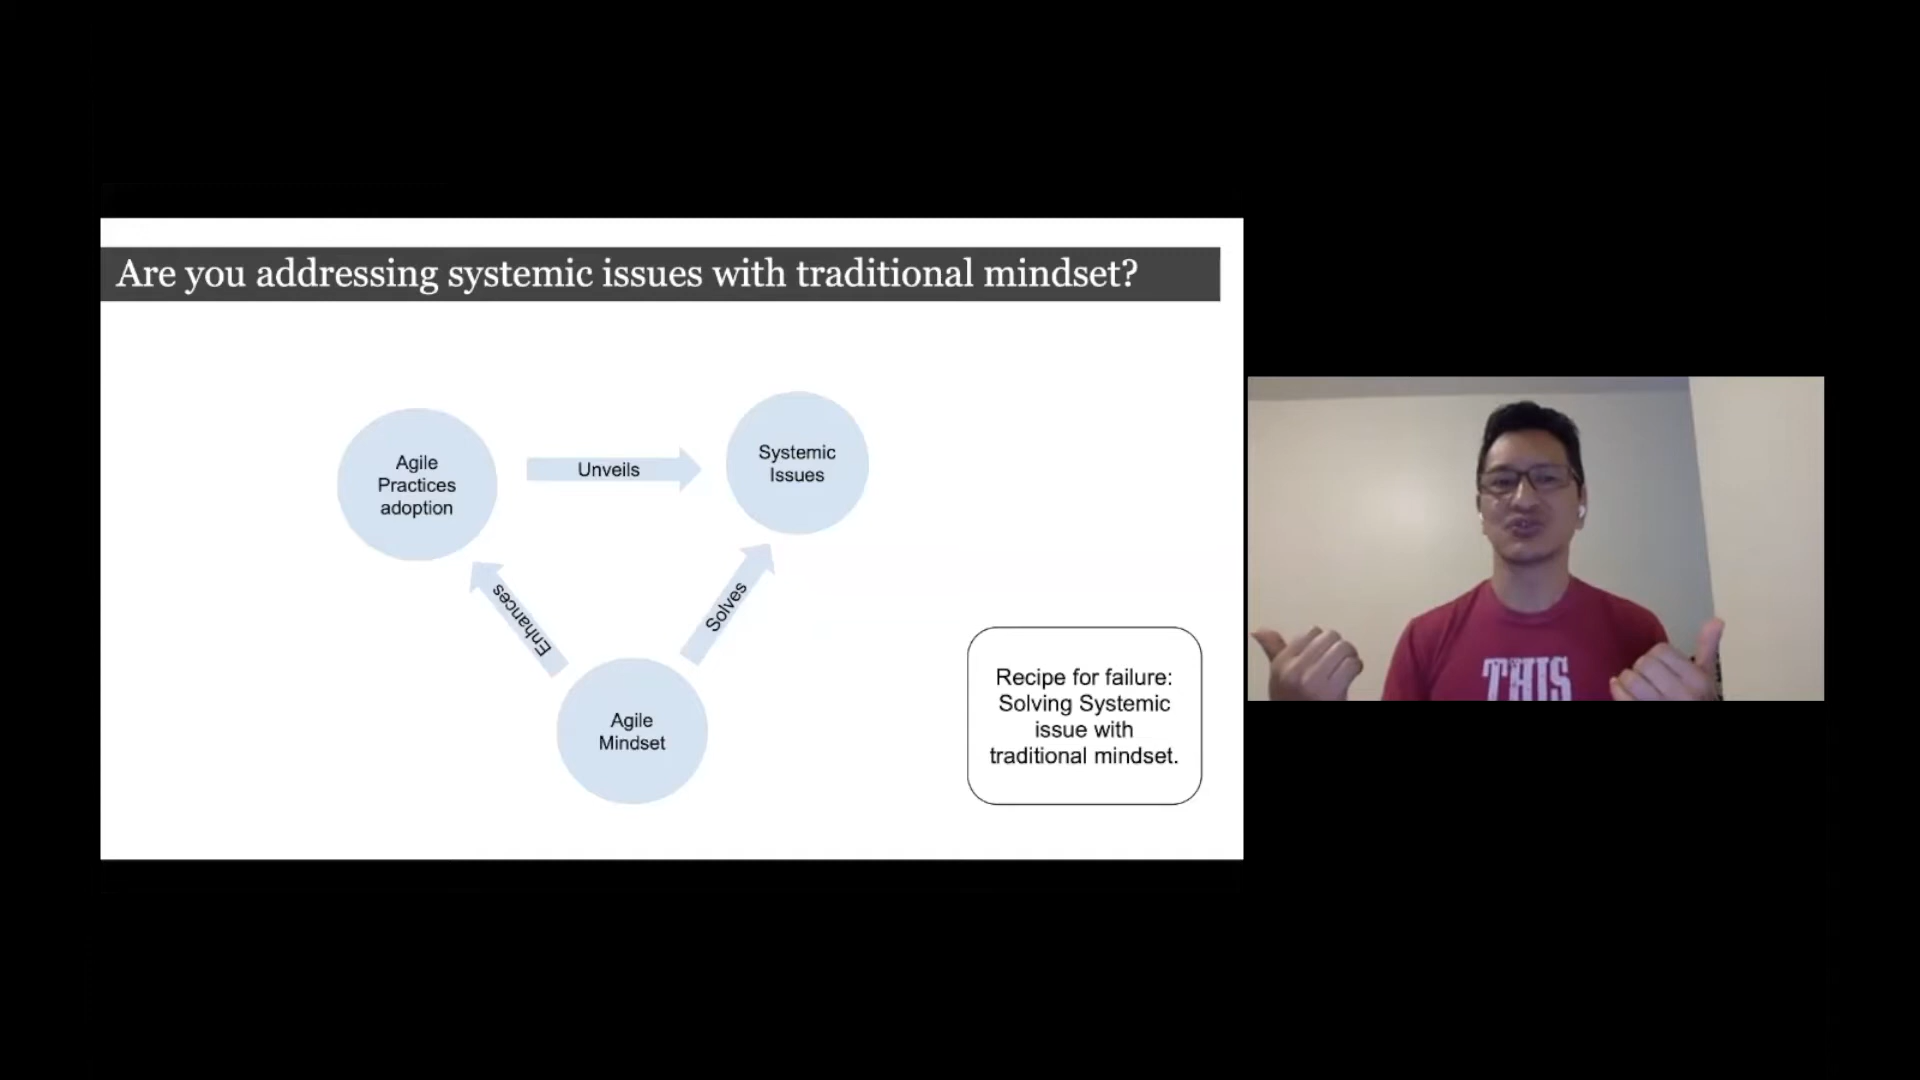 Are you addressing systemic issues with traditional mindset?
Agile
Practices
adoption
Unveils
Systemic
Issues
Enhances
Solves
Agile
Mindset
Recipe for failure:
Solving Systemic
issue with
traditional mindset.
THIS